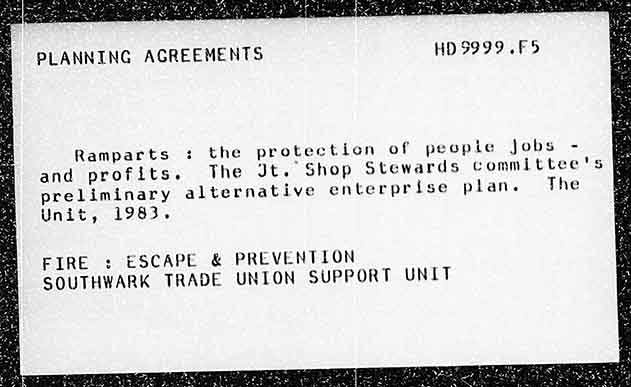 PLANNING AGREEMENTS HD9999.F5
Ramparts : the protection of people jobs -
and profits. The Jt. Shop Stewards committee's
preliminary alternative enterprise plan. The
Unit, 1983.
FIRE : ESCAPE & PREVENTION
SOUTHWARK TRADE UNION SUPPORT UNIT